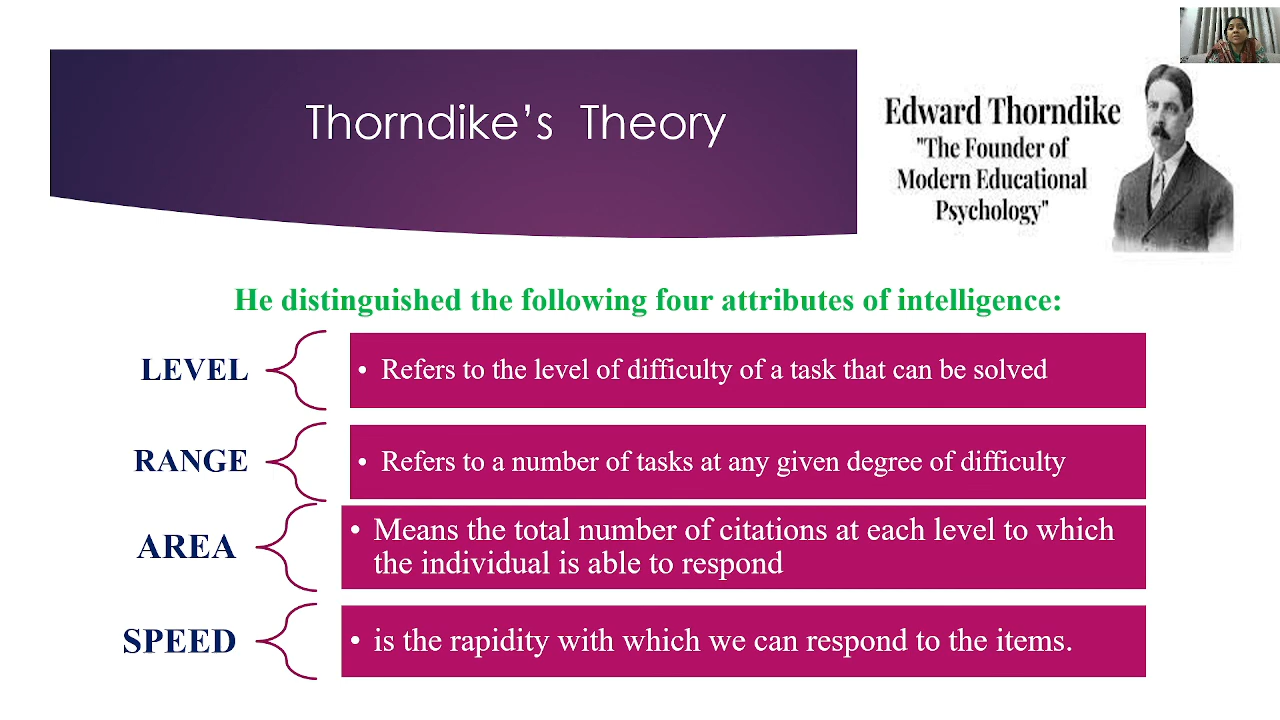 Thorndike's Theory
Edward Thorndike
"The Founder of
Modern Educational
Psychology"
He distinguished the following four attributes of intelligence:
LEVEL
• Refers to the level of difficulty of a task that can be solved
RANGE
• Refers to a number of tasks at any given degree of difficulty
AREA
• Means the total number of citations at each level to which
the individual is able to respond
SPEED
• is the rapidity with which we can respond to the items.